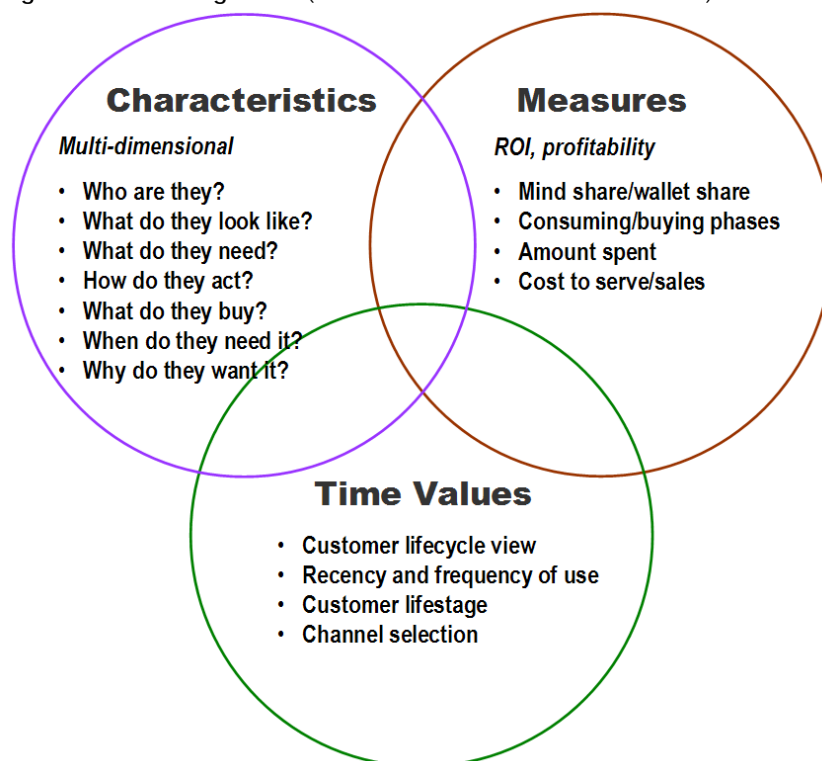 Characteristics
Multi-dimensional
• Who are they?
• What do they look like?
• What do they need?
• How do they act?
• What do they buy?
• When do they need it?
• Why do they want it?
Measures
ROI, profitability
• Mind share/wallet share
• Consuming/buying phases
• Amount spent
• Cost to serve/sales
Time Values
• Customer lifecycle view
• Recency and frequency of use
• Customer lifestage
• Channel selection